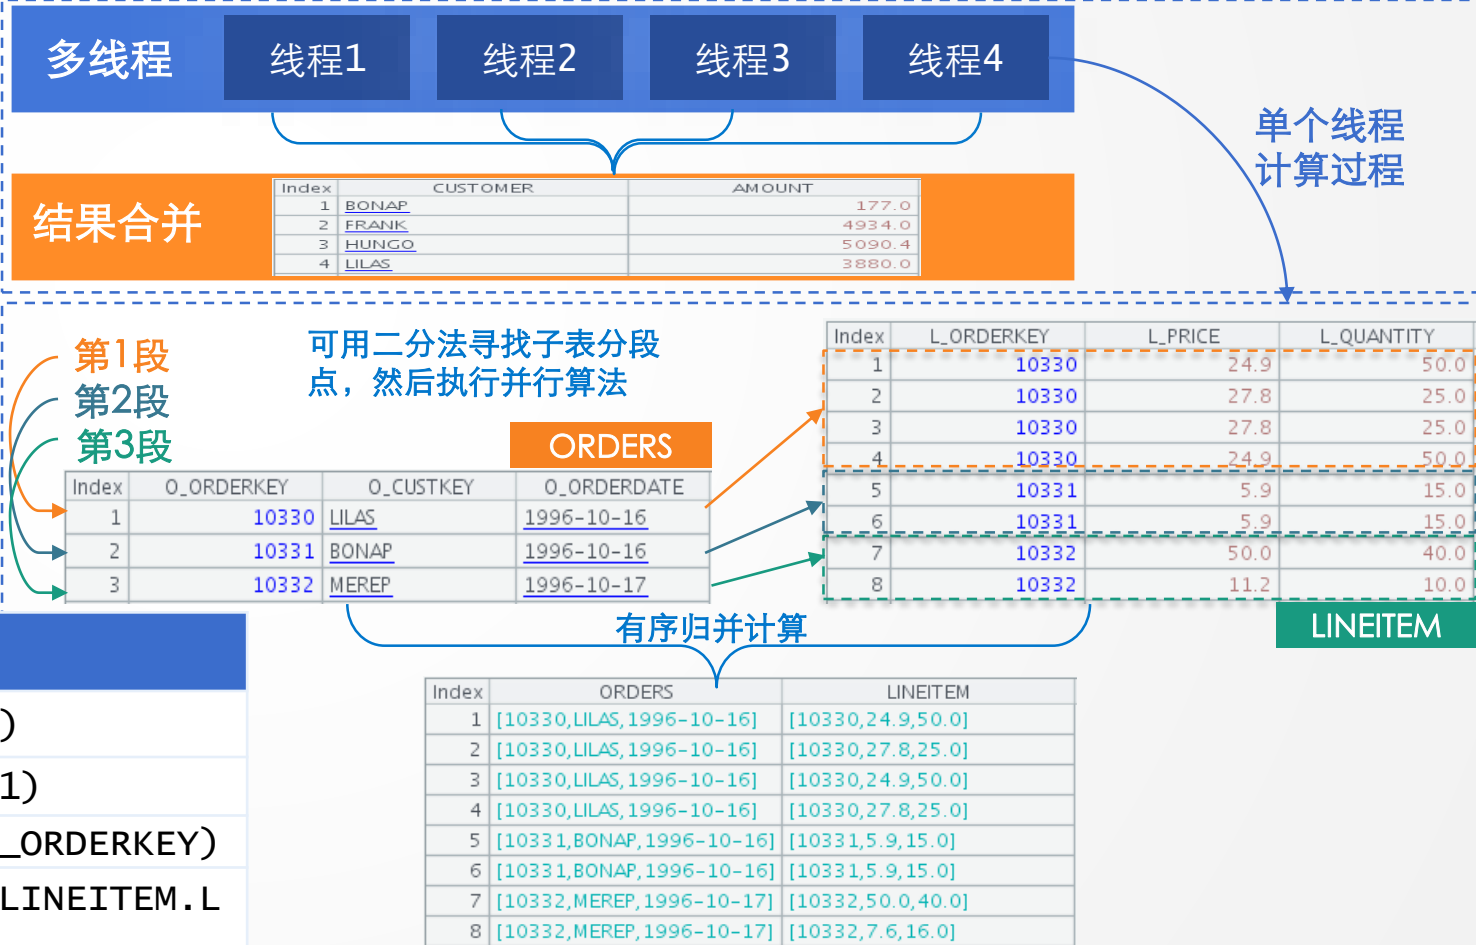 多线程 线程1 线程2 线程3 线程4
单个线程
计算过程
结果合并
Index CUSTOMER AMOUNT
1 BONAP 177.0
2 FRANK 4934.0
3 HUNGO 5090.4
4 LILAS 3880.0
第1段
第2段
第3段
可用二分法寻找子表分段
点，然后执行并行算法
ORDERS
Index O_ORDERKEY O_CUSTKEY O_ORDERDATE
1 10330 LILAS 1996-10-16
2 10331 BONAP 1996-10-16
3 10332 MEREP 1996-10-17
Index L_ORDERKEY L_PRICE L_QUANTITY
1 10330 24.9 50.0
2 10330 27.8 25.0
3 10330 27.8 25.0
4 10330 24.9 50.0
5 10331 5.9 15.0
6 10331 5.9 15.0
7 10332 50.0 40.0
8 10332 11.2 10.0
LINEITEM
有序归并计算
Index ORDERS LINEITEM
1 [10330,LILAS,1996-10-16] [10330,24.9,50.0]
2 [10330,LILAS,1996-10-16] [10330,27.8,25.0]
3 [10330,LILAS,1996-10-16] [10330,24.9,50.0]
4 [10330,LILAS,1996-10-16] [10330,27.8,25.0]
5 [10331,BONAP,1996-10-16] [10331,5.9,15.0]
6 [10331,BONAP,1996-10-16] [10331,5.9,15.0]
7 [10332,MEREP,1996-10-17] [10332,50.0,40.0]
8 [10332,MEREP,1996-10-17] [10332,7.6,16.0]
)
1)
_ORDERKEY)
LINEITEM.L